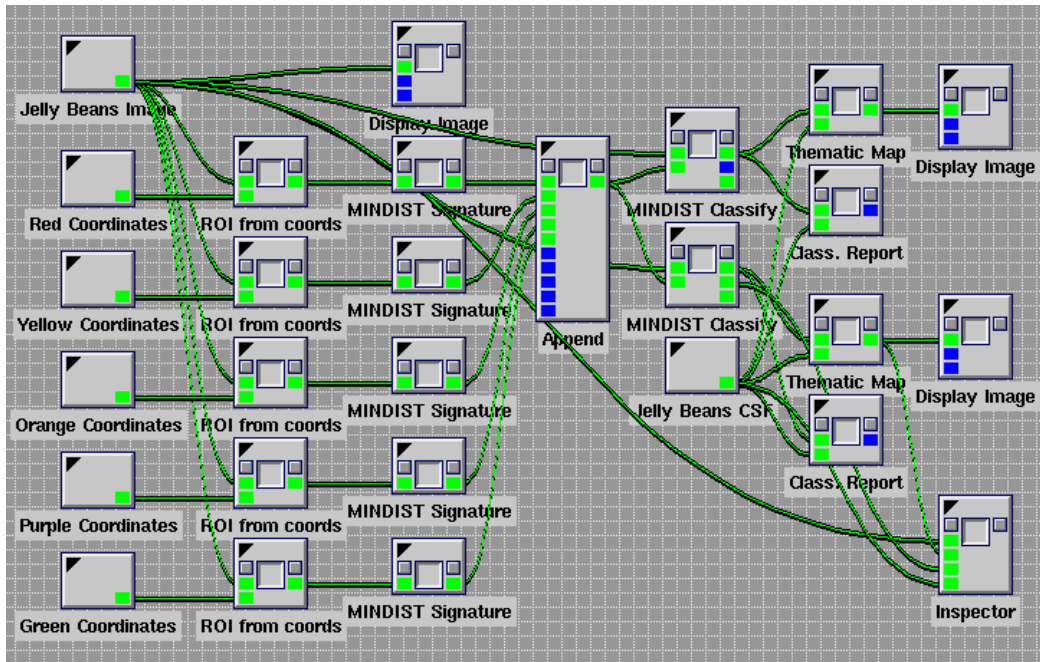 Jelly Beans Image
Display Image
Thematic Map
Display Image
Red Coordinates
ROI from coords
MINDIST Signature
MINDIST Classify
Class. Report
Yellow Coordinates
ROI from coords
MINDIST Signature
Append
MINDIST Classify
Thematic Map
Display Image
Orange Coordinates
ROI from coords
MINDIST Signature
Jelly Beans CSF
Class. Report
Purple Coordinates
ROI from coords
MINDIST Signature
Green Coordinates
ROI from coords
MINDIST Signature
Inspector